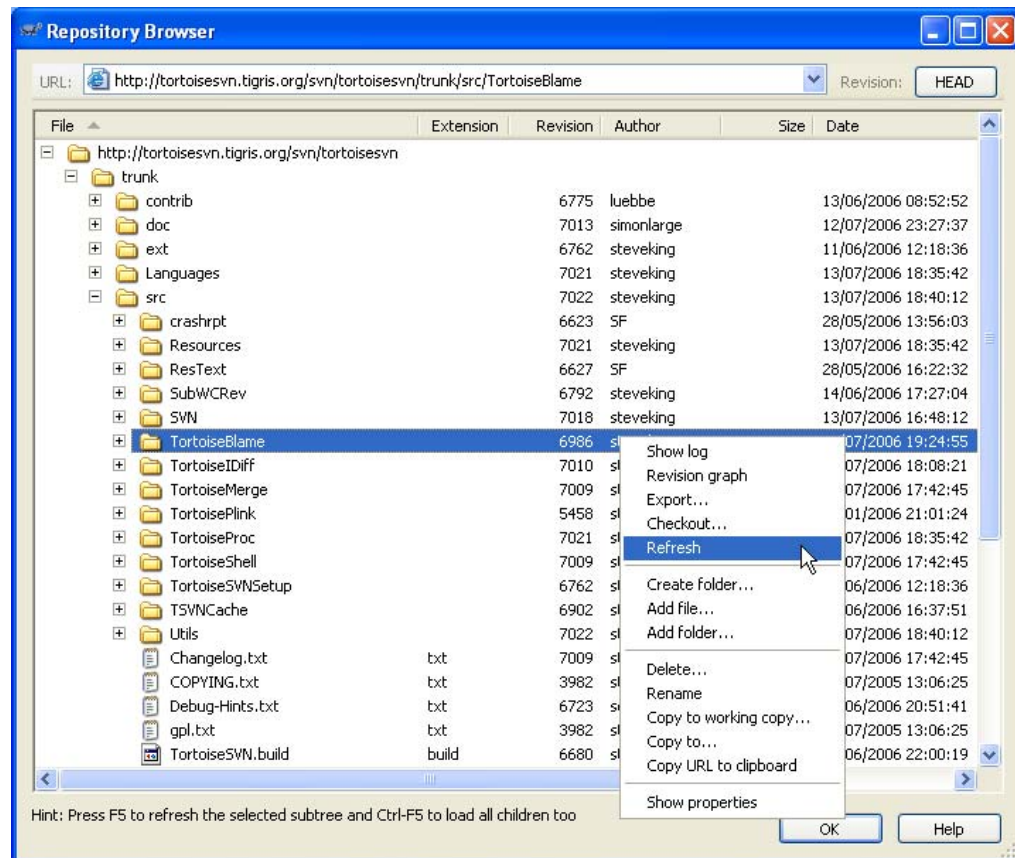 Repository Browser
URL: http://tortoisesvn.tigris.org/svn/tortoisesvn/trunk/src/TortoiseBlame Revision: HEAD
File Extension Revision Author Size Date
http://tortoisesvn.tigris.org/svn/tortoisesvn
trunk
contrib 6775 luebbe 13/06/2006 08:52:52
doc 7013 simonlarge 12/07/2006 23:27:37
ext 6762 steveking 11/06/2006 12:18:36
Languages 7021 steveking 13/07/2006 18:35:42
src 7022 steveking 13/07/2006 18:40:12
crashrpt 6623 SF 28/05/2006 13:56:03
Resources 7021 steveking 13/07/2006 18:35:42
ResText 6627 SF 28/05/2006 16:22:32
SubWCRev 6792 steveking 14/06/2006 17:27:04
SVN 7018 steveking 13/07/2006 16:48:12
TortoiseBlame 6986 07/2006 19:24:55
TortoiseIDiff 7010 07/2006 18:08:21
TortoiseMerge 7009 07/2006 17:42:45
TortoisePlink 5458 01/2006 21:01:24
TortoiseProc 7021 07/2006 18:35:42
TortoiseShell 7009 07/2006 17:42:45
TortoiseSVNSetup 6762 06/2006 12:18:36
TSVNCache 6902 06/2006 16:37:51
Utils 7022 07/2006 18:40:12
Changelog.txt txt 7009 07/2006 17:42:45
COPYING.txt txt 3982 07/2005 13:06:25
Debug-Hints.txt txt 6723 06/2006 20:51:41
gpl.txt txt 3982 07/2005 13:06:25
TortoiseSVN.build build 6680 06/2006 22:00:19
Show log
Revision graph
Export...
Checkout...
Refresh
Create folder...
Add file...
Add folder...
Delete...
Rename
Copy to working copy...
Copy to...
Copy URL to clipboard
Show properties
Hint: Press F5 to refresh the selected subtree and Ctrl-F5 to load all children too
OK Help